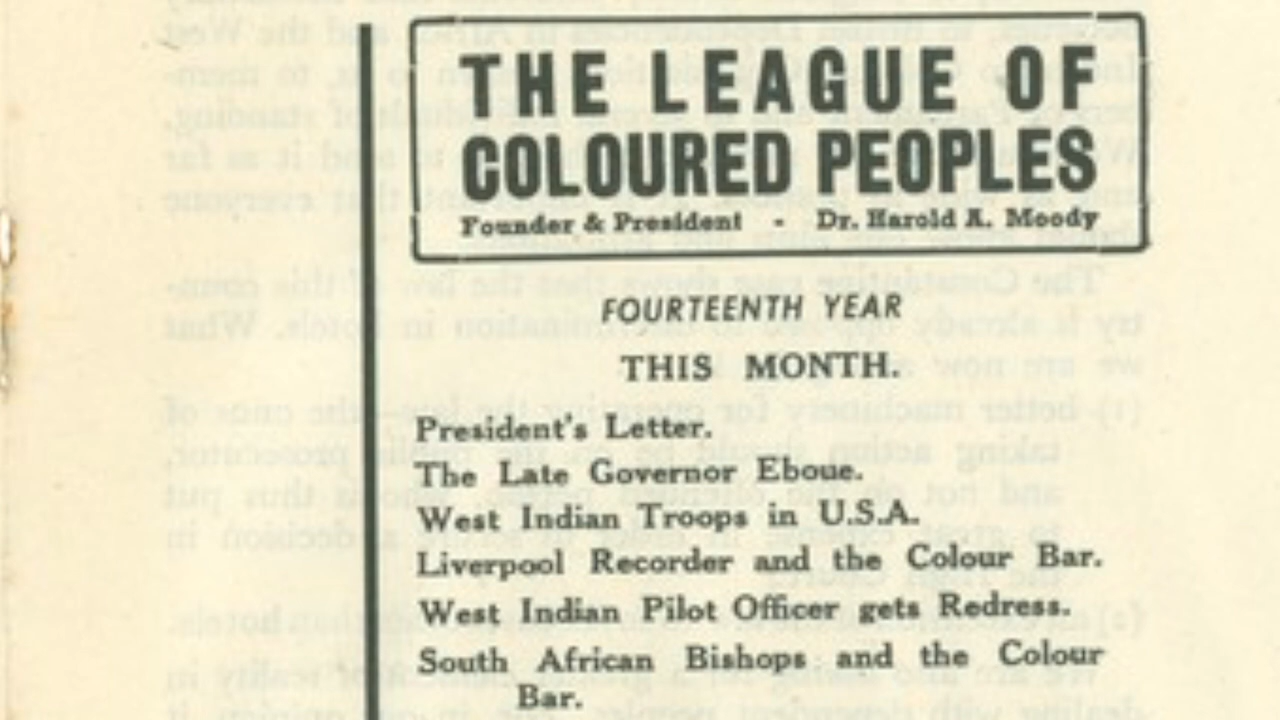 THE LEAGUE OF
COLOURED PEOPLES
Founder & President - Dr. Harold A. Moody
FOURTEENTH YEAR
THIS MONTH.
President's Letter.
The Late Governor Eboue.
West Indian Troops in U.S.A.
Liverpool Recorder and the Colour Bar.
West Indian Pilot Officer gets Redress.
South African Bishops and the Colour
Bar.